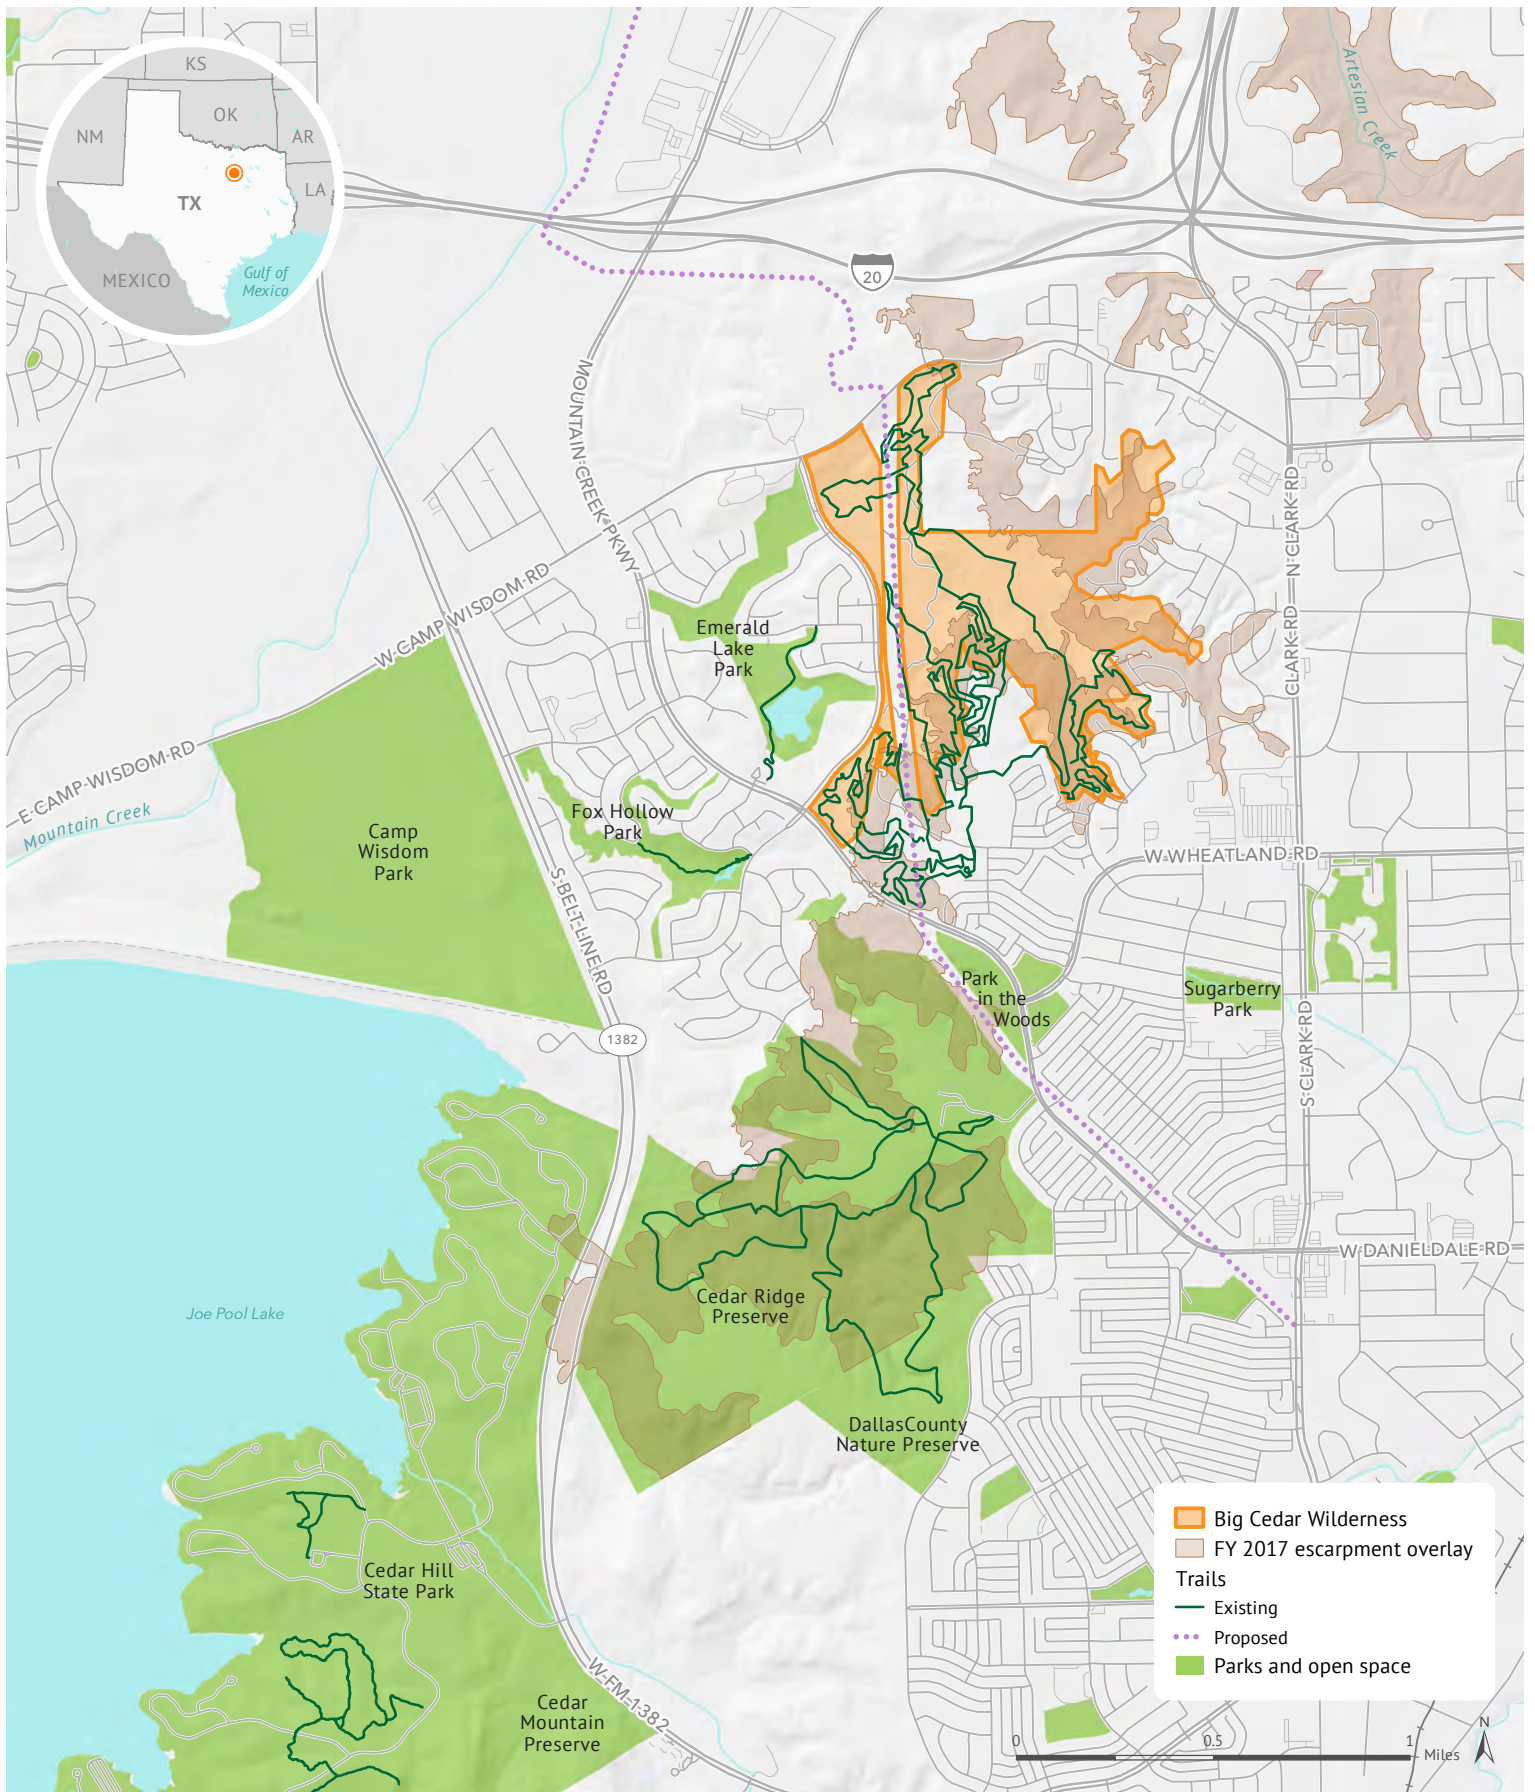 KS
OK
NM
AR
TX
LA
MEXICO
Gulf of
Mexico
Artesian Creek
20
MOUNTAIN CREEK PKWY
N CLARK RD
CLARK RD
W CAMP WISDOM RD
E CAMP WISDOM RD
Mountain Creek
Emerald
Lake
Park
Fox Hollow
Park
Camp
Wisdom
Park
S BELT LINE RD
W WHEATLAND RD
Park
in the
Woods
Sugarberry
Park
S CLARK RD
1382
W DANIELDALE RD
Joe Pool Lake
Cedar Ridge
Preserve
DallasCounty
Nature Preserve
Cedar Hill
State Park
W FM 1382
Cedar
Mountain
Preserve
Big Cedar Wilderness
FY 2017 escarpment overlay
Trails
Existing
Proposed
Parks and open space
0 0.5 1
Miles
N